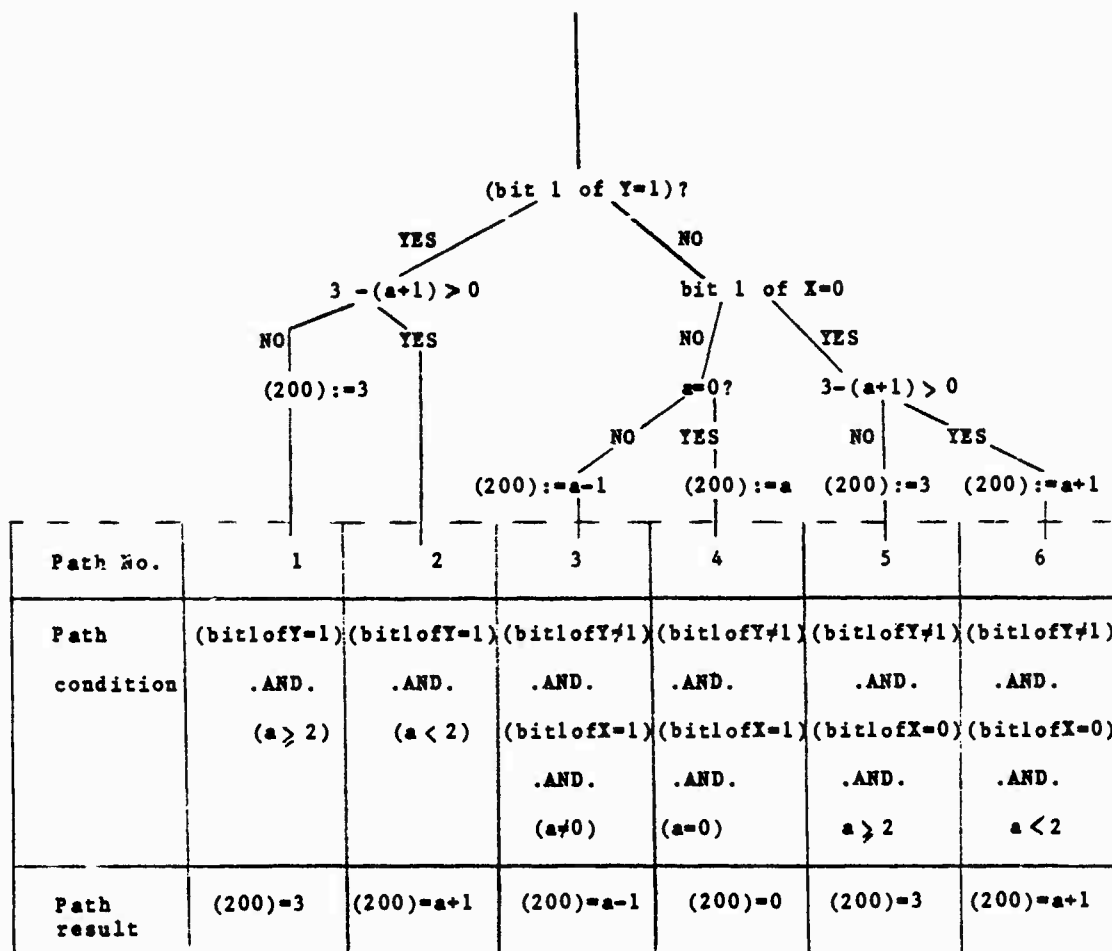 (bit 1 of Y=1)?
YES NO
3 -(a+1) > 0 bit 1 of X=0
NO YES NO YES
(200):=3 a=0? 3-(a+1) > 0
NO YES NO YES
(200):=a-1 (200):=a (200):=3 (200):=a+1
Path No. 1 2 3 4 5 6
Path (bit1ofY=1) (bit1ofY=1) (bit1ofY≠1) (bit1ofY≠1) (bit1ofY≠1) (bit1ofY≠1)
condition .AND. .AND. .AND. .AND. .AND. .AND.
(a ⩾ 2) (a < 2) (bit1ofX=1) (bit1ofX=1) (bit1ofX=0) (bit1ofX=0)
.AND. .AND. .AND. .AND.
(a≠0) (a=0) a ⩾ 2 a < 2
Path (200)=3 (200)=a+1 (200)=a-1 (200)=0 (200)=3 (200)=a+1
result